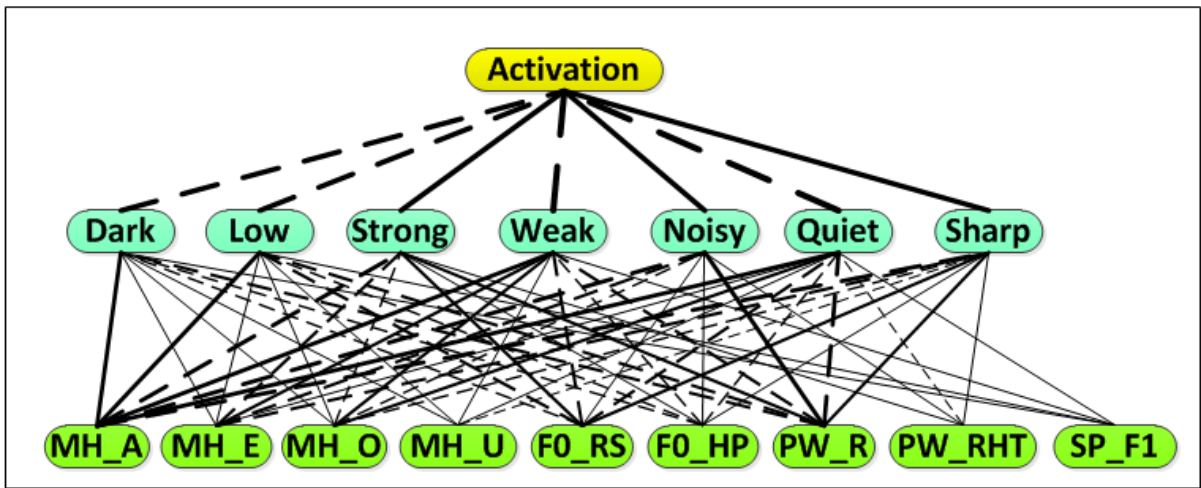 Activation
Dark Low Strong Weak Noisy Quiet Sharp
MH_A MH_E MH_O MH_U F0_RS F0_HP PW_R PW_RHT SP_F1